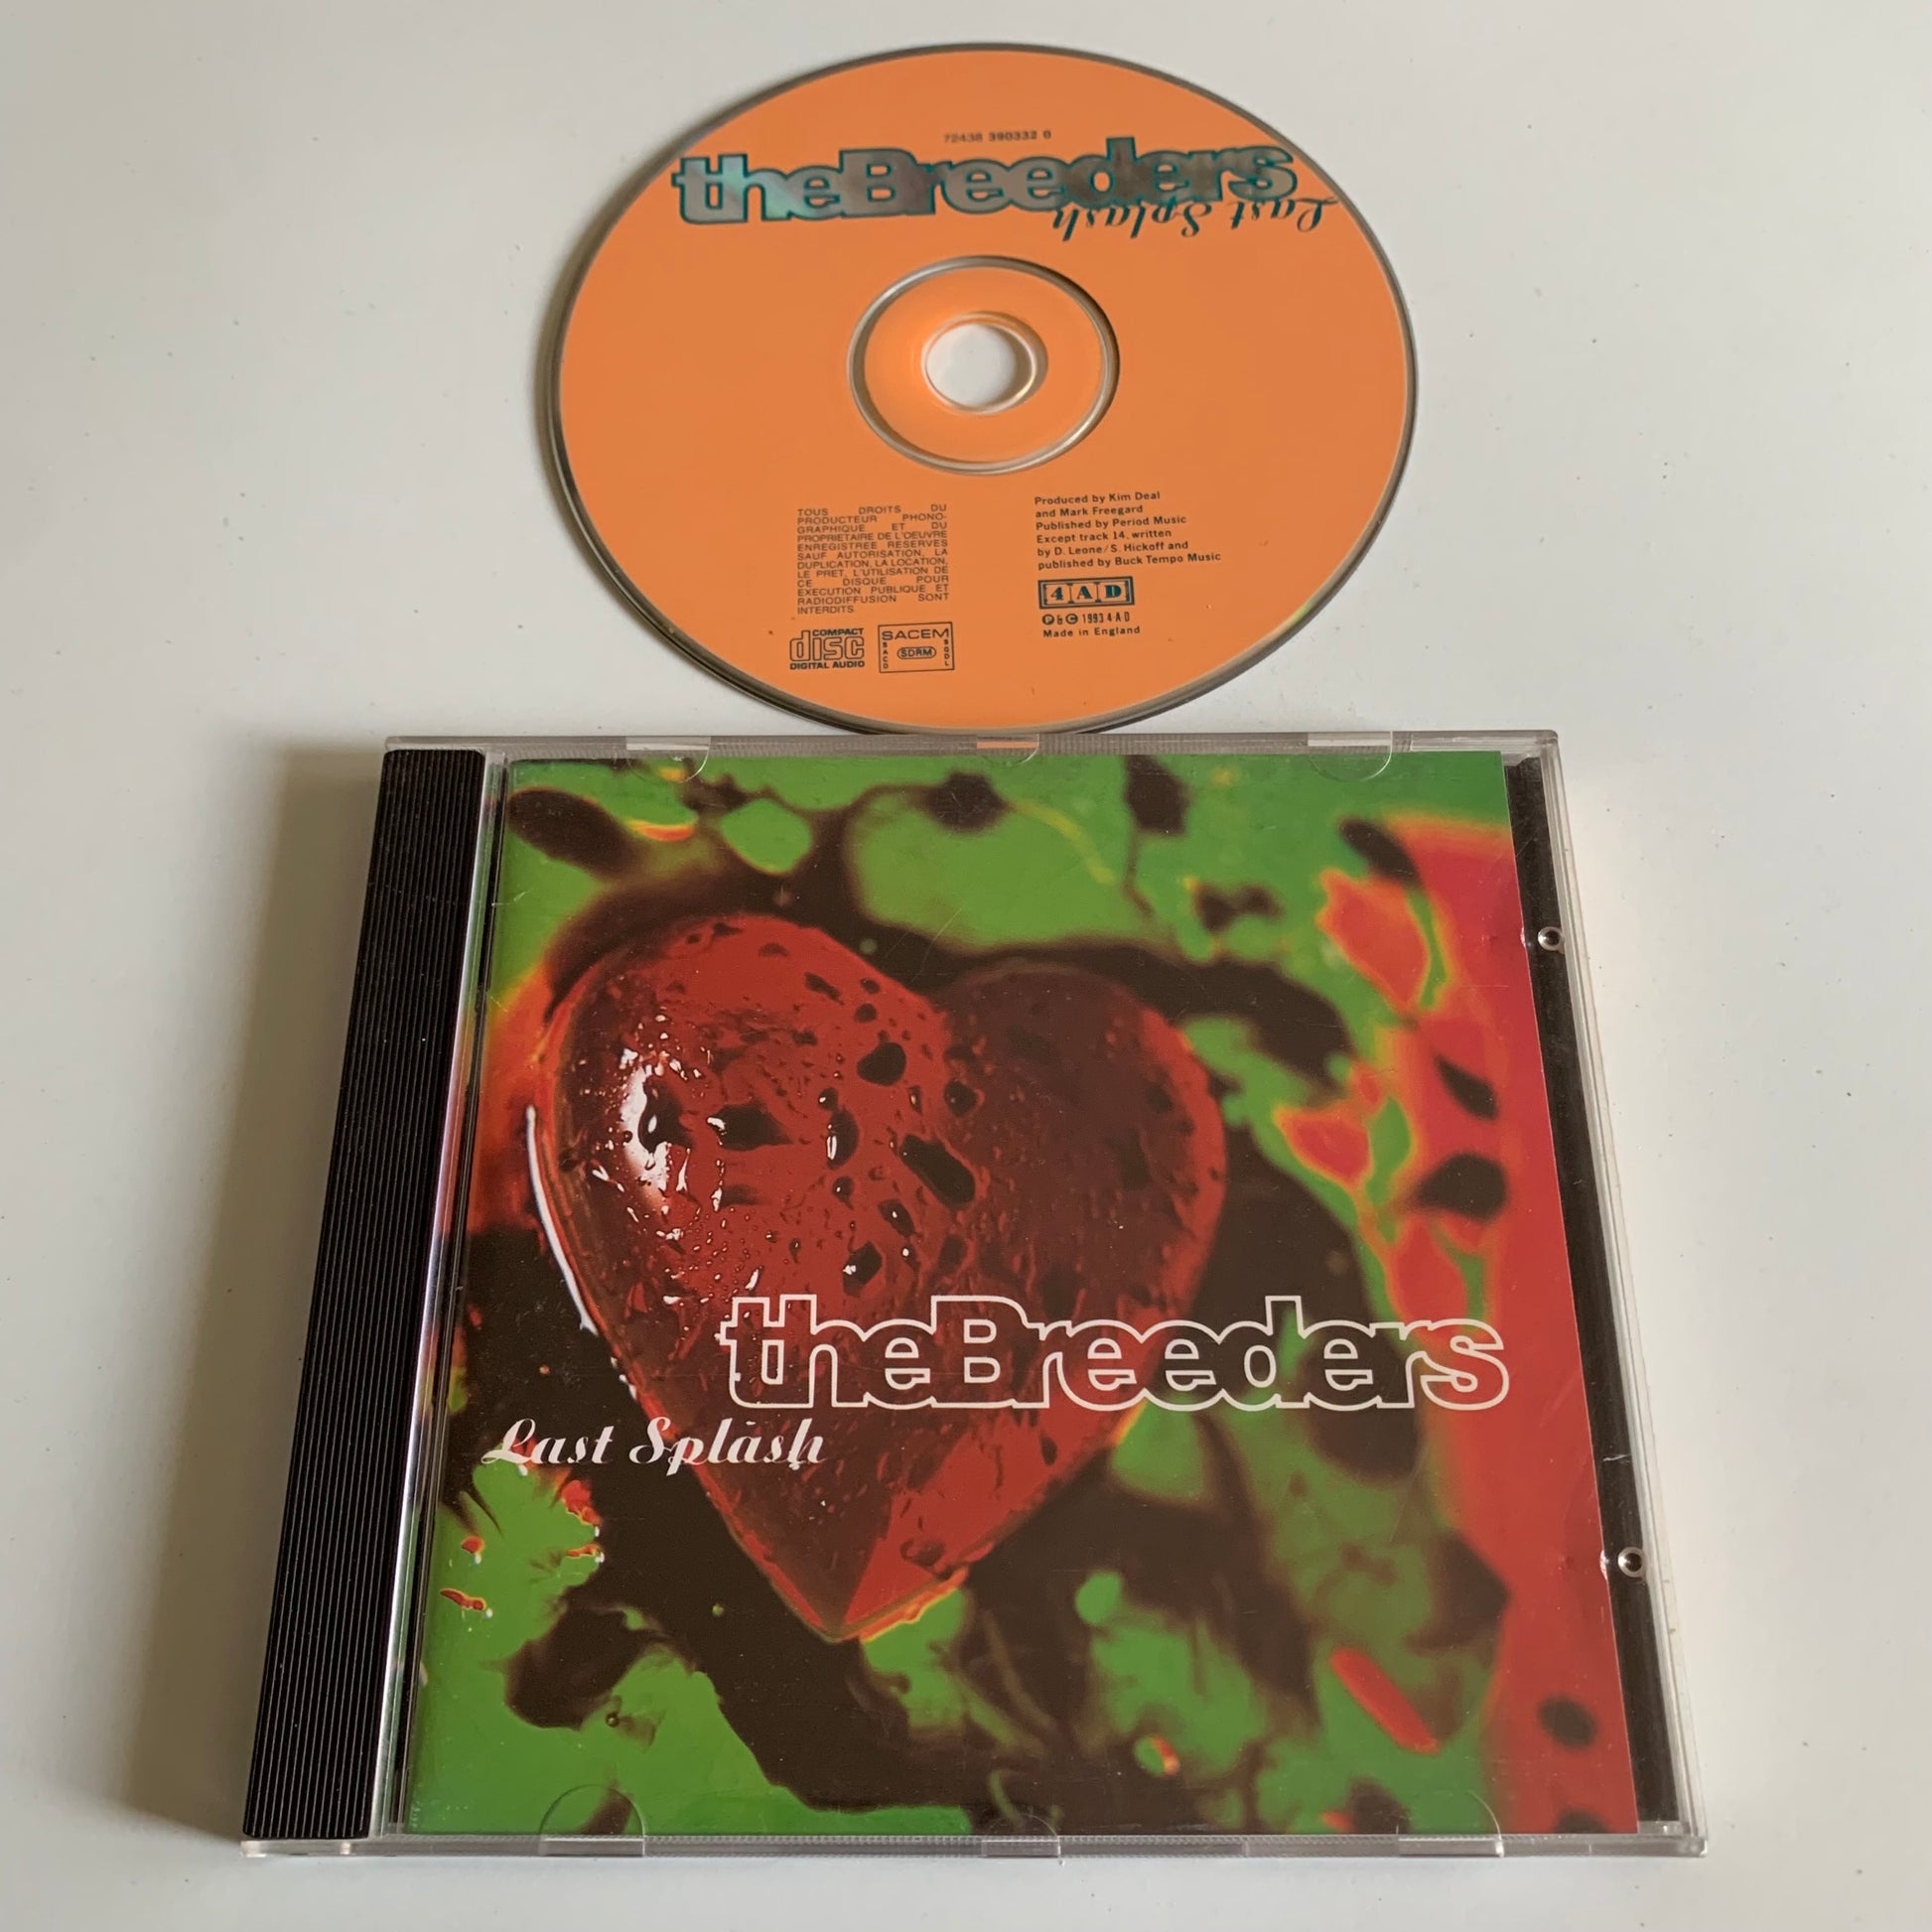 72438 390332 0
theBreeders
Last Splash
TOUS DROITS DU
PRODUCTEUR PHONO-
GRAPHIQUE ET DU
PROPRIETAIRE DE L'OEUVRE
ENREGISTREE RESERVES
SAUF AUTORISATION, LA
DUPLICATION, LA LOCATION,
LE PRET, L'UTILISATION DE
CE DISQUE POUR
EXECUTION PUBLIQUE ET
RADIODIFFUSION SONT
INTERDITS
COMPACT
disc
DIGITAL AUDIO
SACEM
SACD
SDRM
SGDL
Produced by Kim Deal
and Mark Freegard
Published by Period Music
Except track 14, written
by D. Leone/S. Hickoff and
published by Buck Tempo Music
4AD
℗ & © 1993 4AD
Made in England
theBreeders
Last Splash